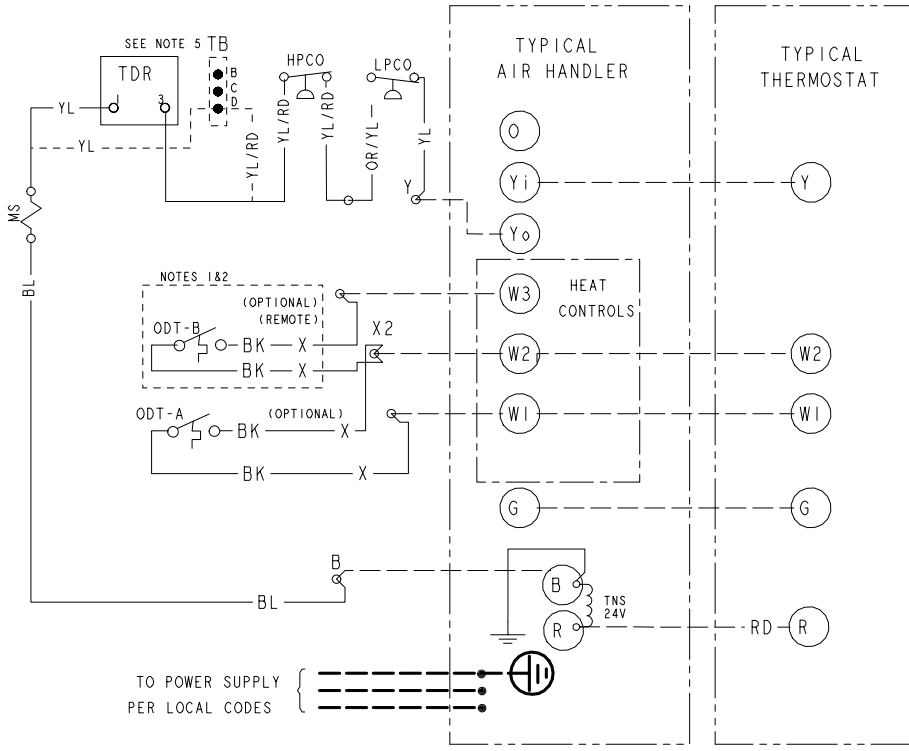 SEE NOTE 5 TB
TDR
1
3
B
C
D
HPCO
LPCO
TYPICAL
AIR HANDLER
TYPICAL
THERMOSTAT
YL
YL
YL/RD
YL/RD
YL/RD
OR/YL
YL
Y
MS
BL
O
Yi
Y
Yo
NOTES 1&2
(OPTIONAL)
(REMOTE)
ODT-B
BK
X
BK
X
X2
W3
HEAT
CONTROLS
W2
W2
ODT-A
(OPTIONAL)
BK
X
BK
X
W1
W1
G
G
B
BL
B
R
TNS
24V
RD
R
TO POWER SUPPLY
PER LOCAL CODES